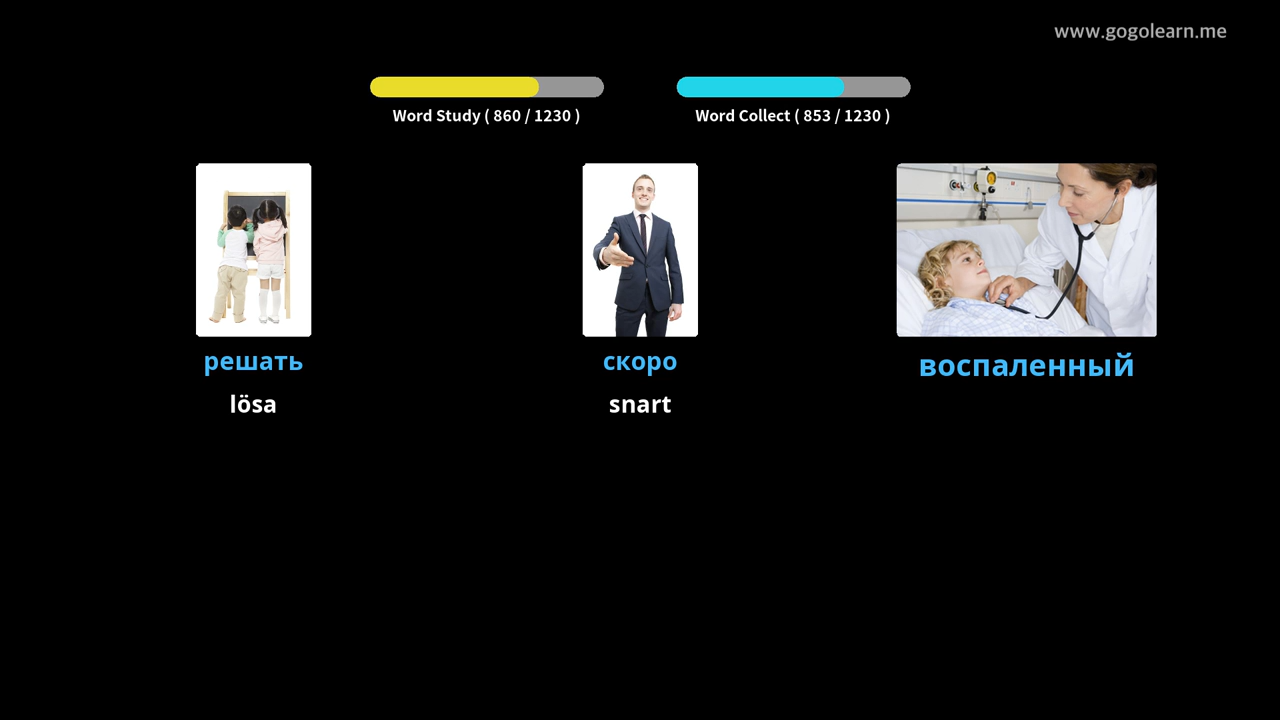 www.gogolearn.me
Word Study ( 860 / 1230 )
Word Collect ( 853 / 1230 )
решать
скоро
воспаленный
lösa
snart